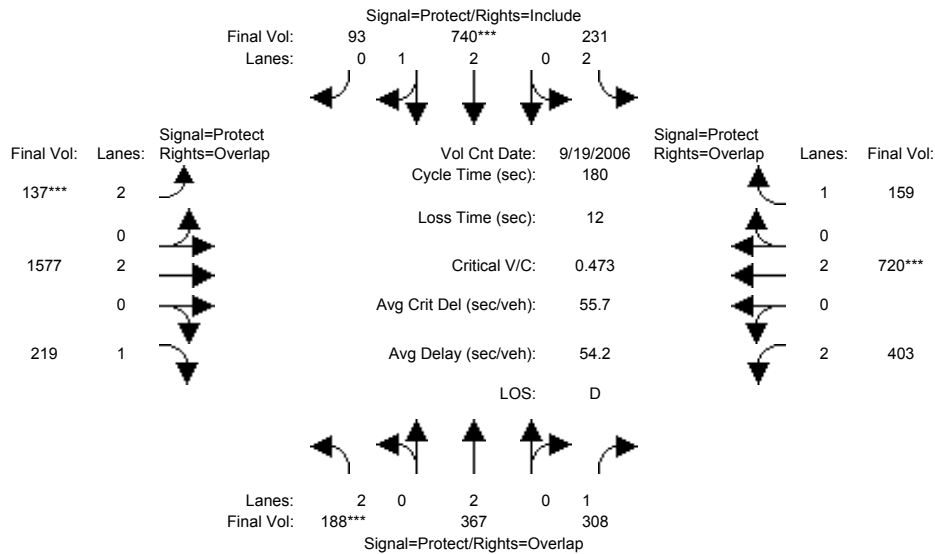 Signal=Protect/Rights=Include
Final Vol: 93 740*** 231
Lanes: 0 1 2 0 2
Signal=Protect Signal=Protect
Final Vol: Lanes: Rights=Overlap Vol Cnt Date: 9/19/2006 Rights=Overlap Lanes: Final Vol:
Cycle Time (sec): 180
137*** 2 1 159
Loss Time (sec): 12
0 0
1577 2 Critical V/C: 0.473 2 720***
0 Avg Crit Del (sec/veh): 55.7 0
219 1 Avg Delay (sec/veh): 54.2 2 403
LOS: D
Lanes: 2 0 2 0 1
Final Vol: 188*** 367 308
Signal=Protect/Rights=Overlap